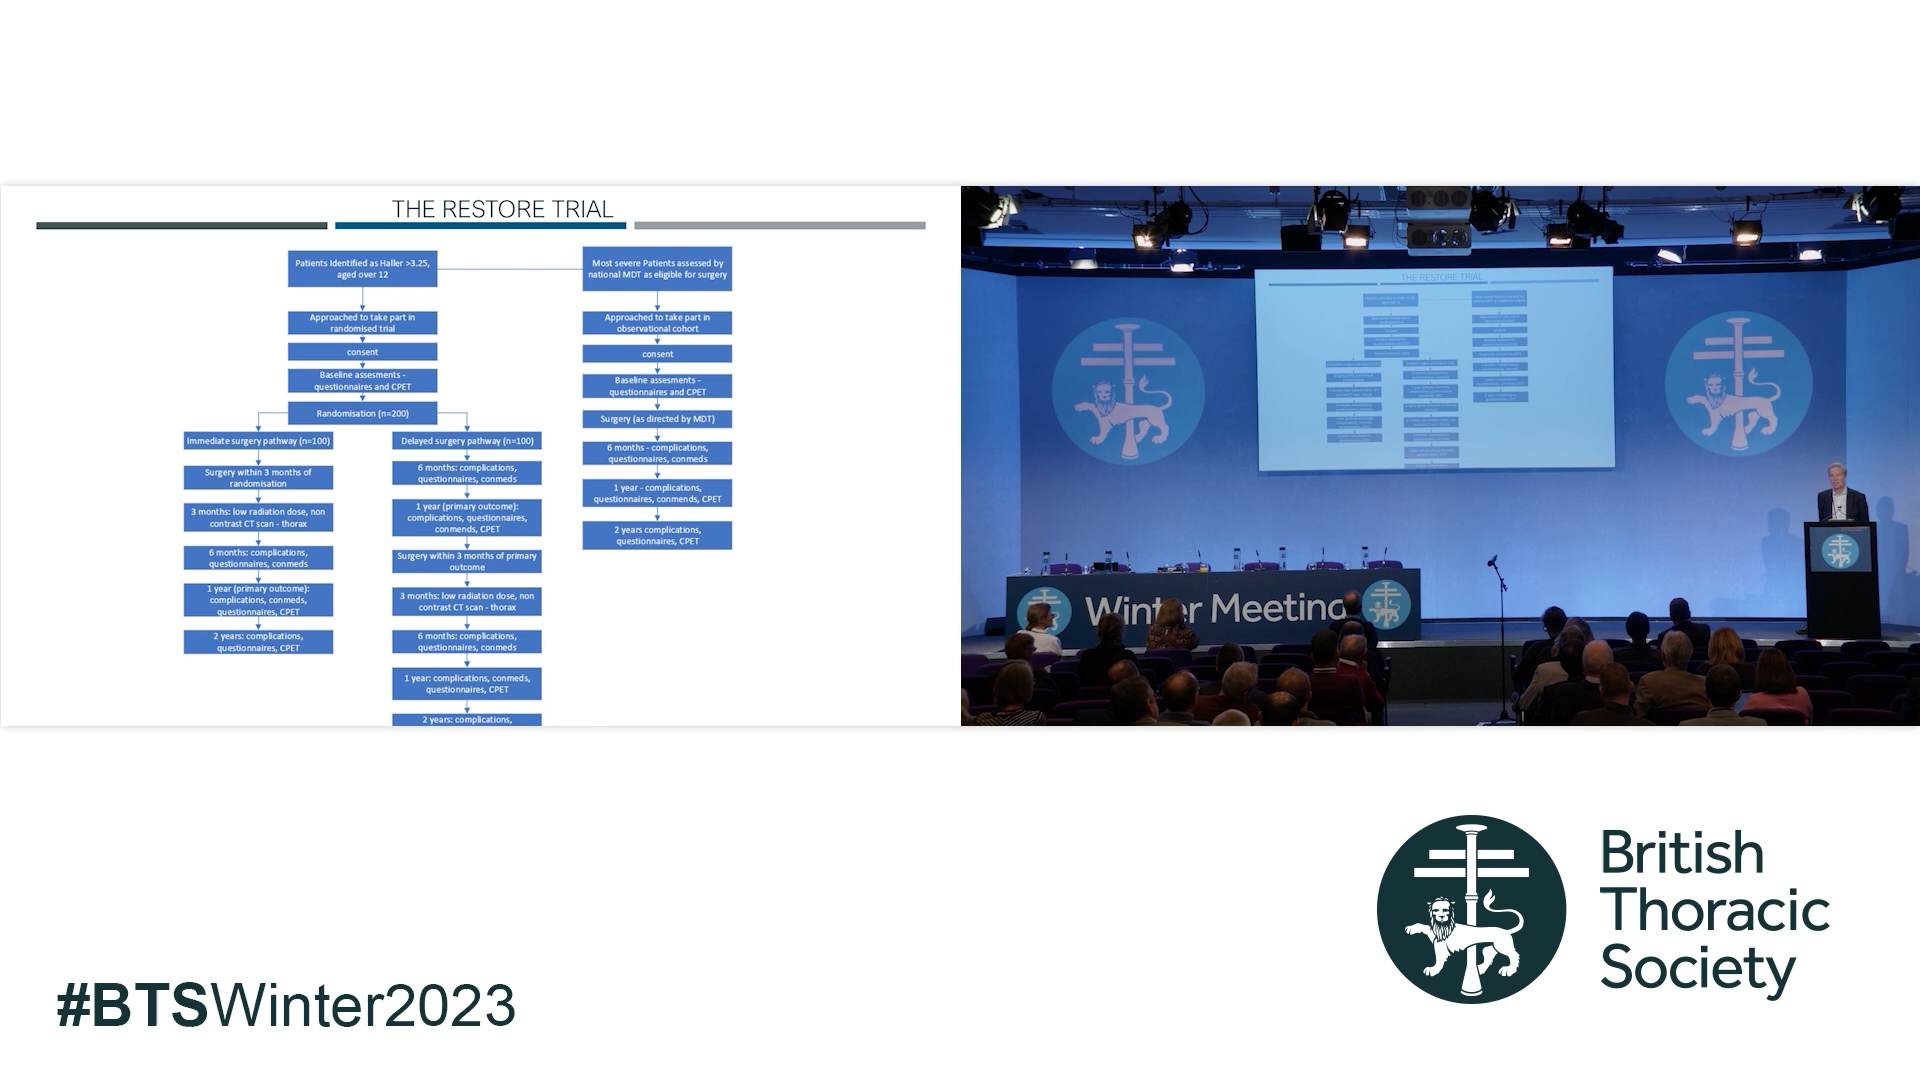 THE RESTORE TRIAL
Patients Identified as Haller >3.25,
aged over 12
Approached to take part in
randomised trial
consent
Baseline assesments -
questionnaires and CPET
Randomisation (n=200)
Immediate surgery pathway (n=100)
Surgery within 3 months of
randomisation
3 months: low radiation dose, non
contrast CT scan - thorax
6 months: complications,
questionnaires, conmeds
1 year (primary outcome):
complications, conmeds,
questionnaires, CPET
2 years: complications,
questionnaires, CPET
Delayed surgery pathway (n=100)
6 months: complications,
questionnaires, conmeds
1 year (primary outcome):
complications, questionnaires,
conmends, CPET
Surgery within 3 months of primary
outcome
3 months: low radiation dose, non
contrast CT scan - thorax
6 months: complications,
questionnaires, conmeds
1 year: complications, conmeds,
questionnaires, CPET
2 years: complications,
Most severe Patients assessed by
national MDT as eligible for surgery
Approached to take part in
observational cohort
consent
Baseline assesments -
questionnaires and CPET
Surgery (as directed by MDT)
6 months - complications,
questionnaires, conmeds
1 year - complications,
questionnaires, conmends, CPET
2 years complications,
questionnaires, CPET
THE RESTORE TRIAL
Winter Meeting
British
Thoracic
Society
#BTSWinter2023